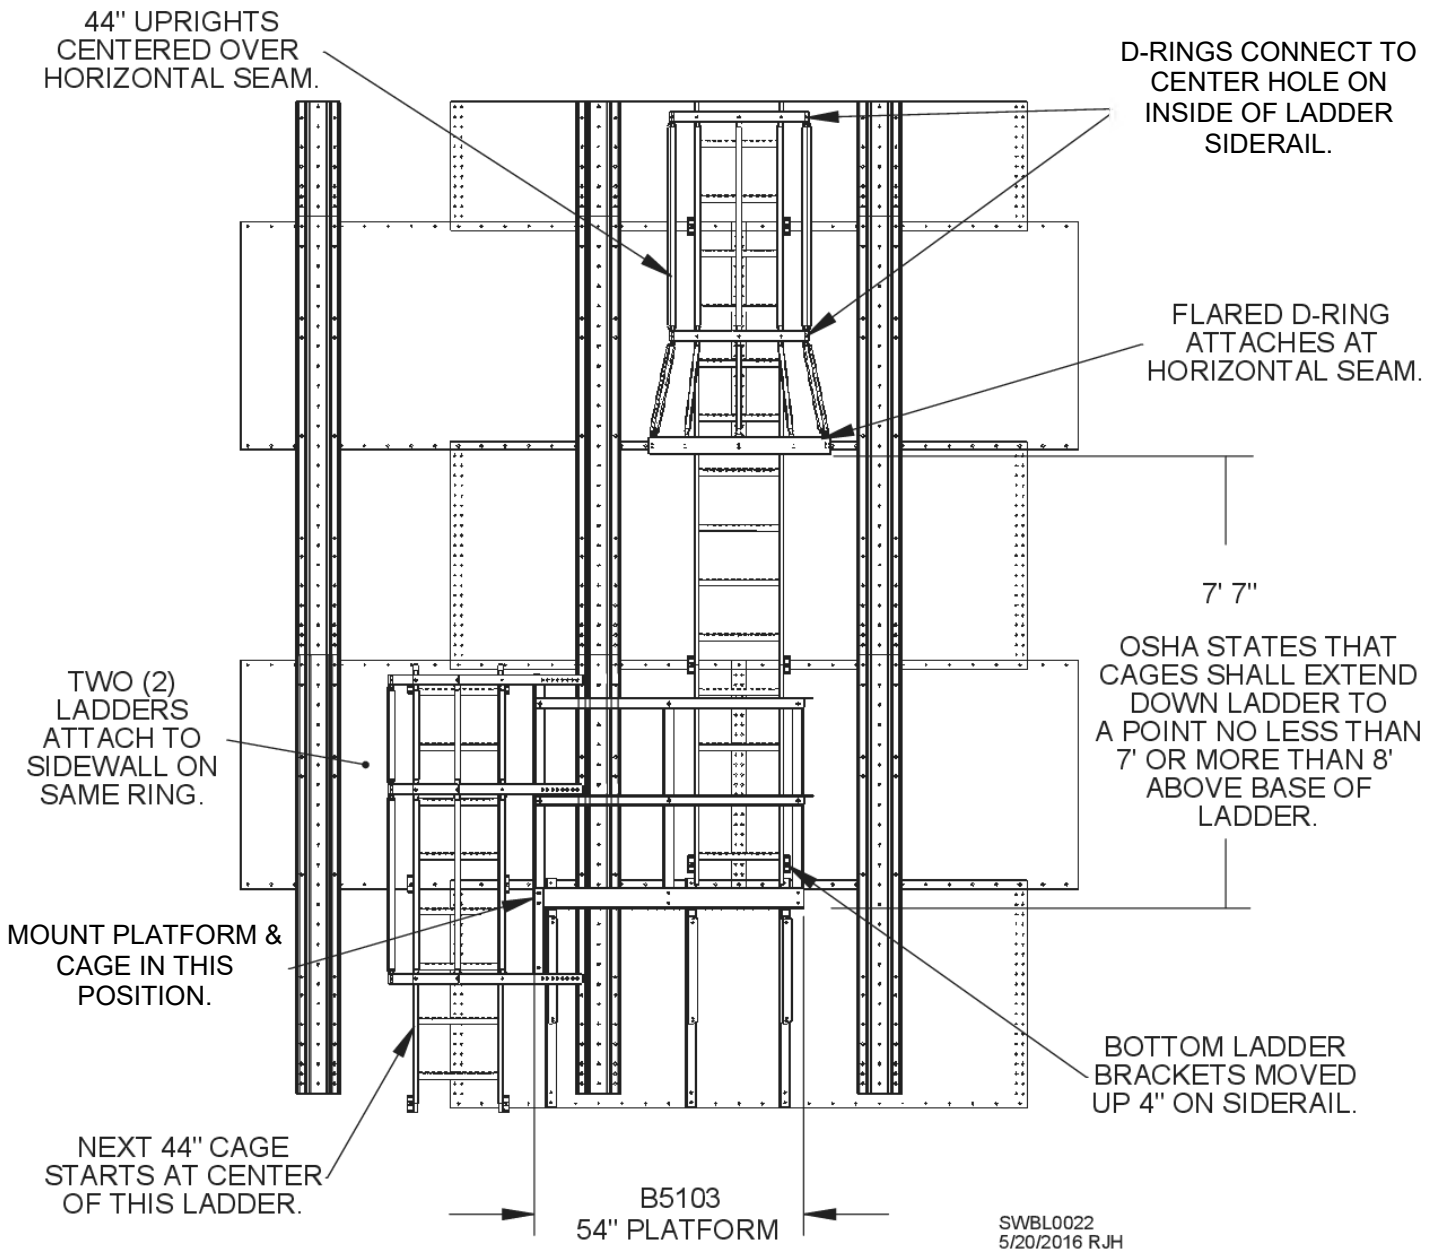 44" UPRIGHTS
CENTERED OVER
HORIZONTAL SEAM.
D-RINGS CONNECT TO
CENTER HOLE ON
INSIDE OF LADDER
SIDERAIL.
FLARED D-RING
ATTACHES AT
HORIZONTAL SEAM.
7' 7"
OSHA STATES THAT
CAGES SHALL EXTEND
DOWN LADDER TO
A POINT NO LESS THAN
7' OR MORE THAN 8'
ABOVE BASE OF
LADDER.
TWO (2)
LADDERS
ATTACH TO
SIDEWALL ON
SAME RING.
MOUNT PLATFORM &
CAGE IN THIS
POSITION.
BOTTOM LADDER
BRACKETS MOVED
UP 4" ON SIDERAIL.
NEXT 44" CAGE
STARTS AT CENTER
OF THIS LADDER.
B5103
54" PLATFORM
SWBL0022
5/20/2016 RJH